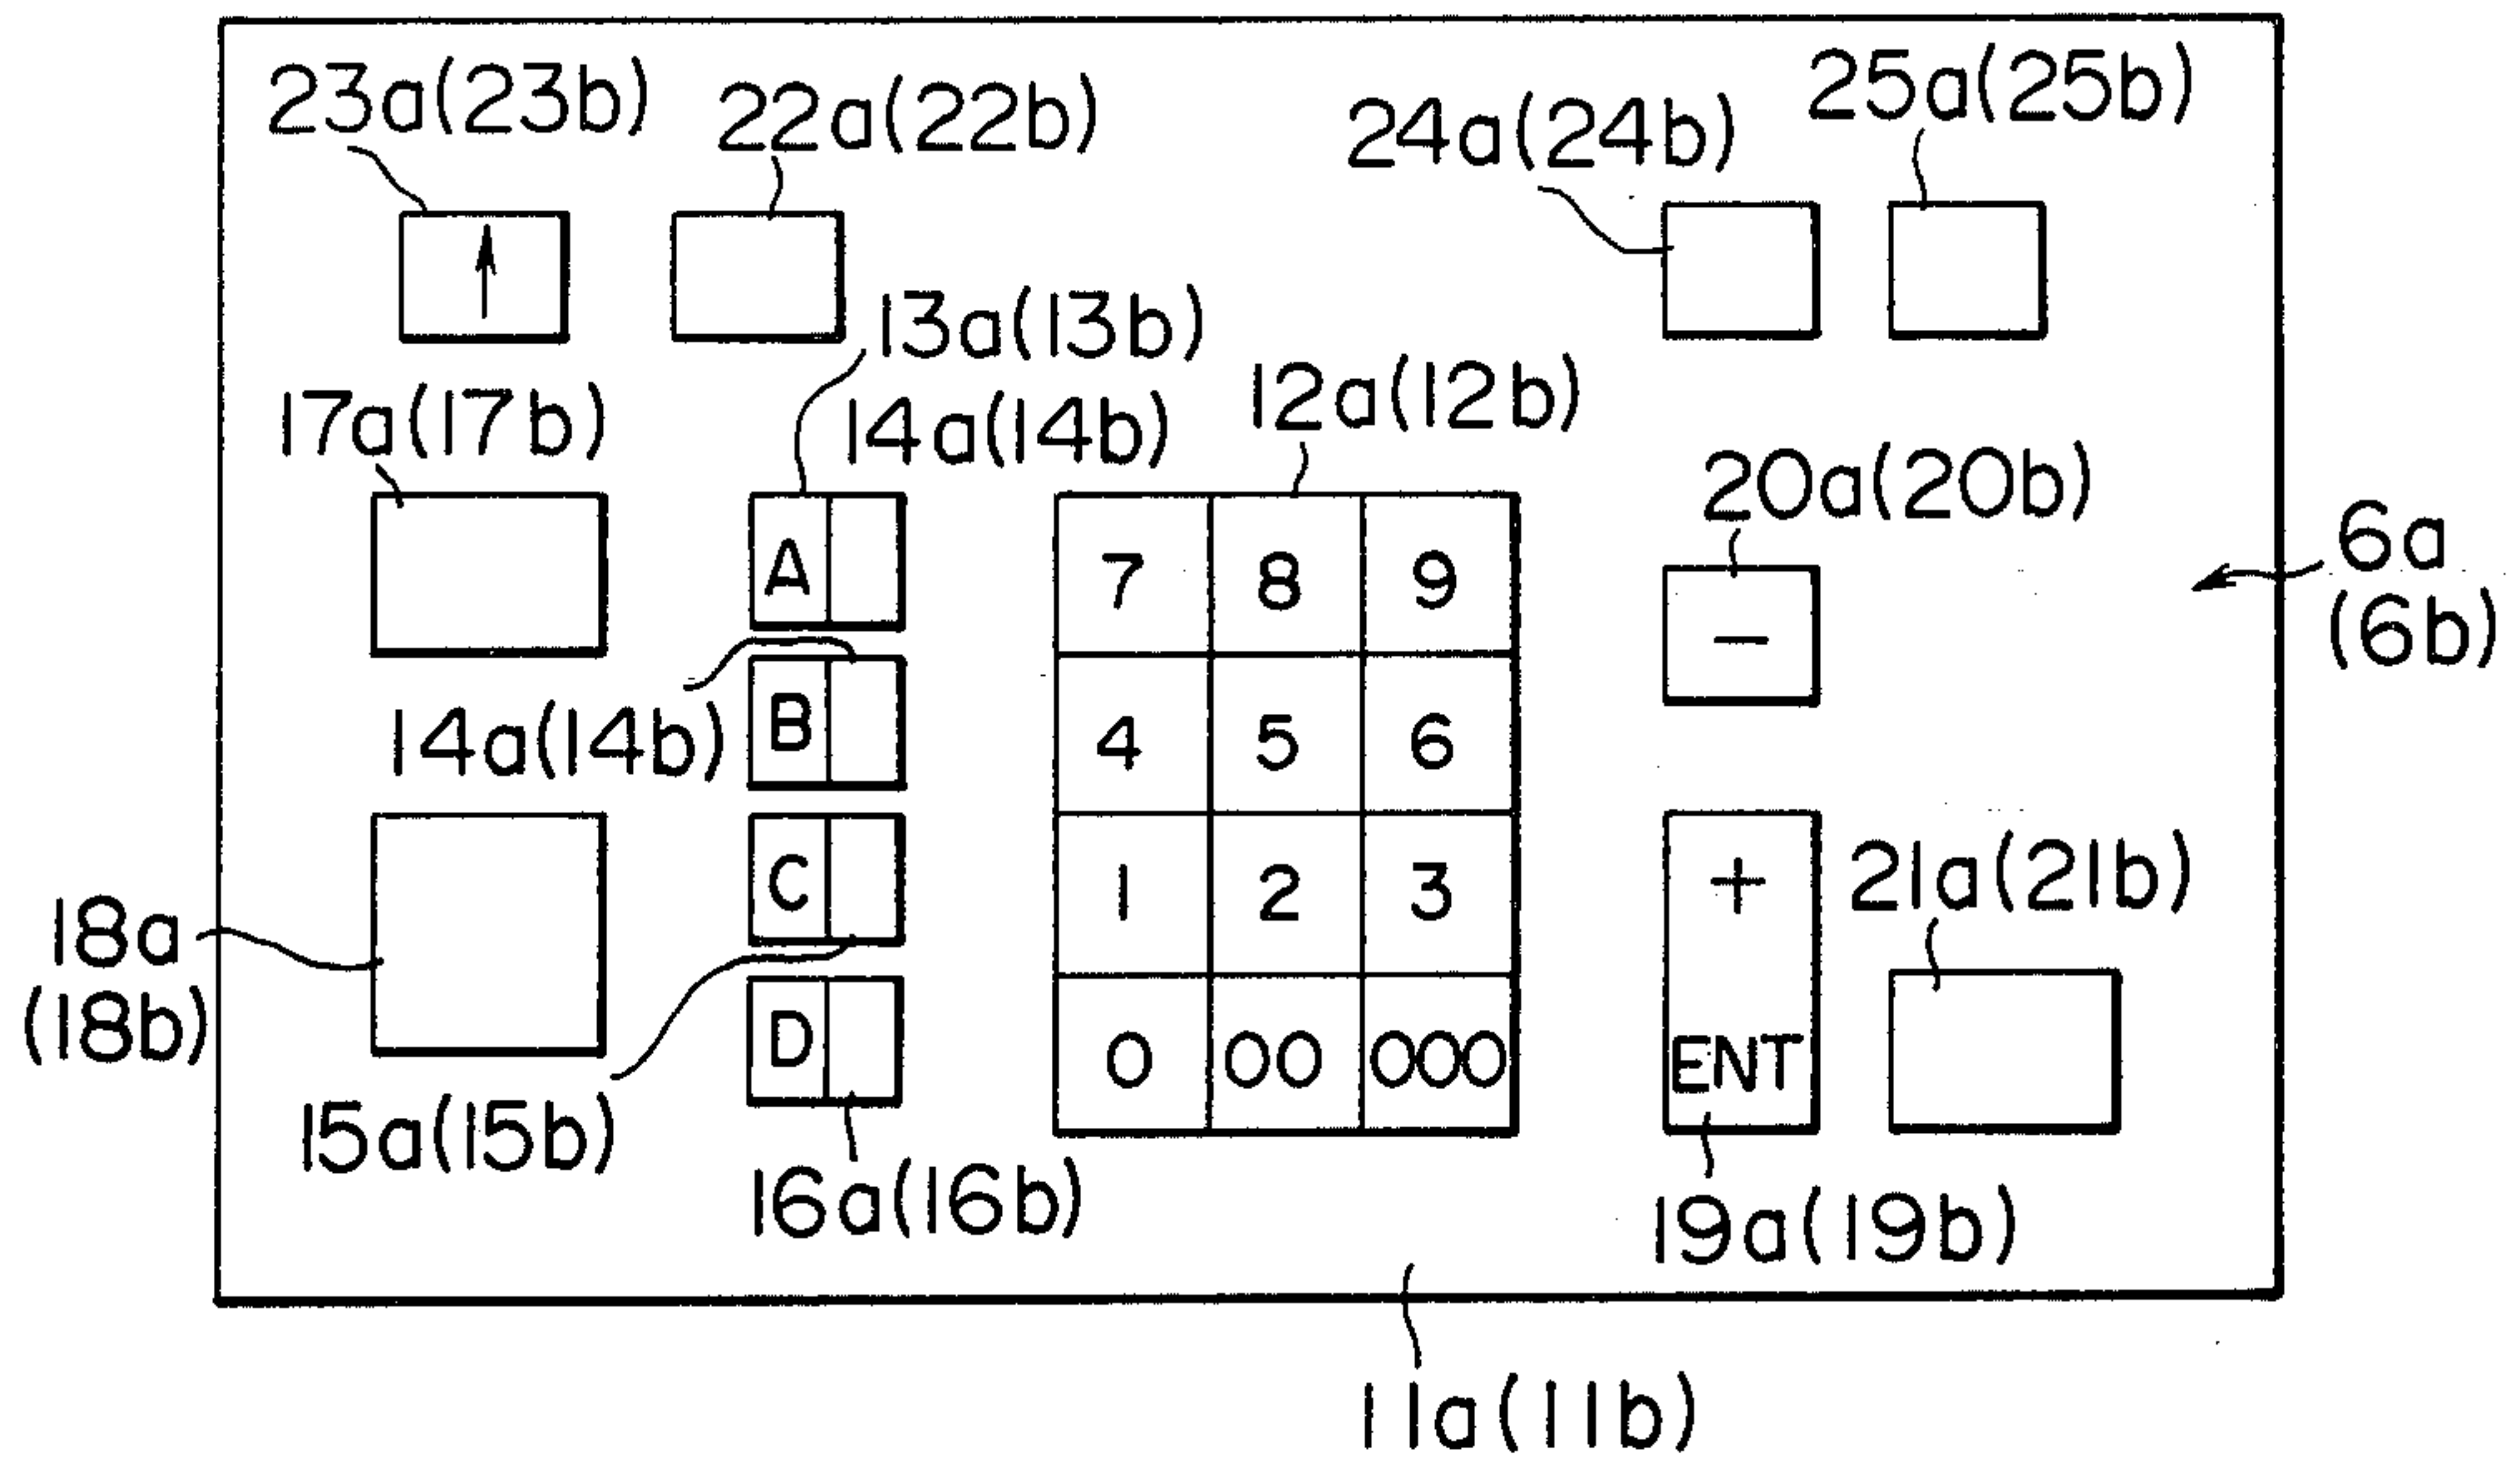 23a(23b)
22a(22b)
24a(24b)
25a(25b)
13a(13b)
17a(17b)
14a(14b)
12a(12b)
20a(20b)
6a
(6b)
A
7 8 9
−
14a(14b)
B
4 5 6
C
1 2 3
+
21a(21b)
18a
(18b)
D
0 00 000
ENT
15a(15b)
16a(16b)
19a(19b)
11a(11b)